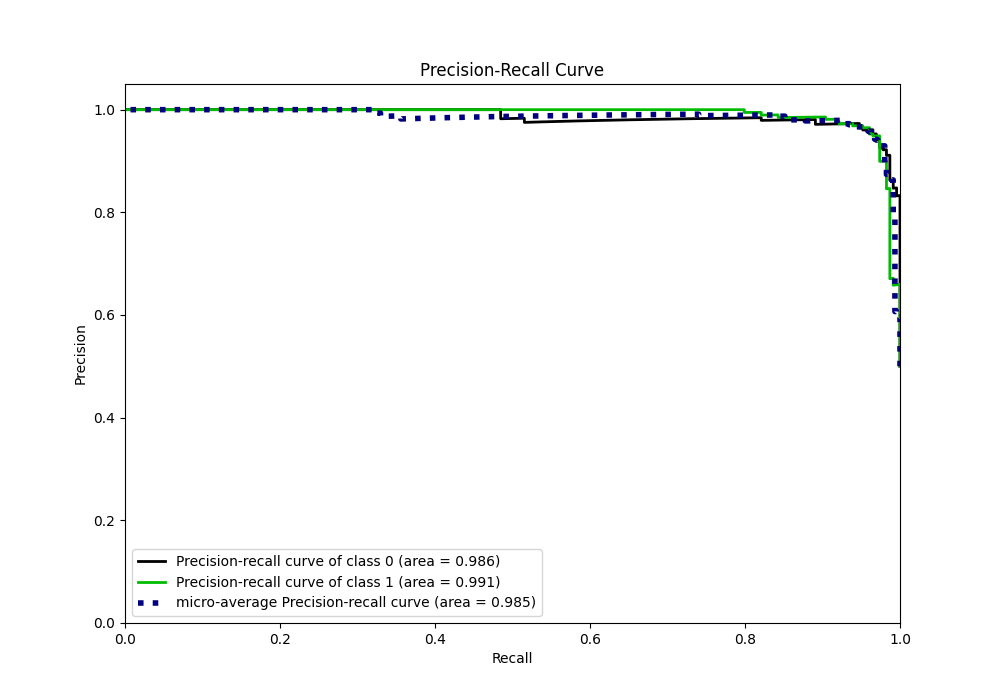 Precision-Recall Curve
1.0
0.8
0.6
0.4
0.2
0.0
Precision
Precision-recall curve of class 0 (area = 0.986)
Precision-recall curve of class 1 (area = 0.991)
micro-average Precision-recall curve (area = 0.985)
0.0 0.2 0.4 0.6 0.8 1.0
Recall